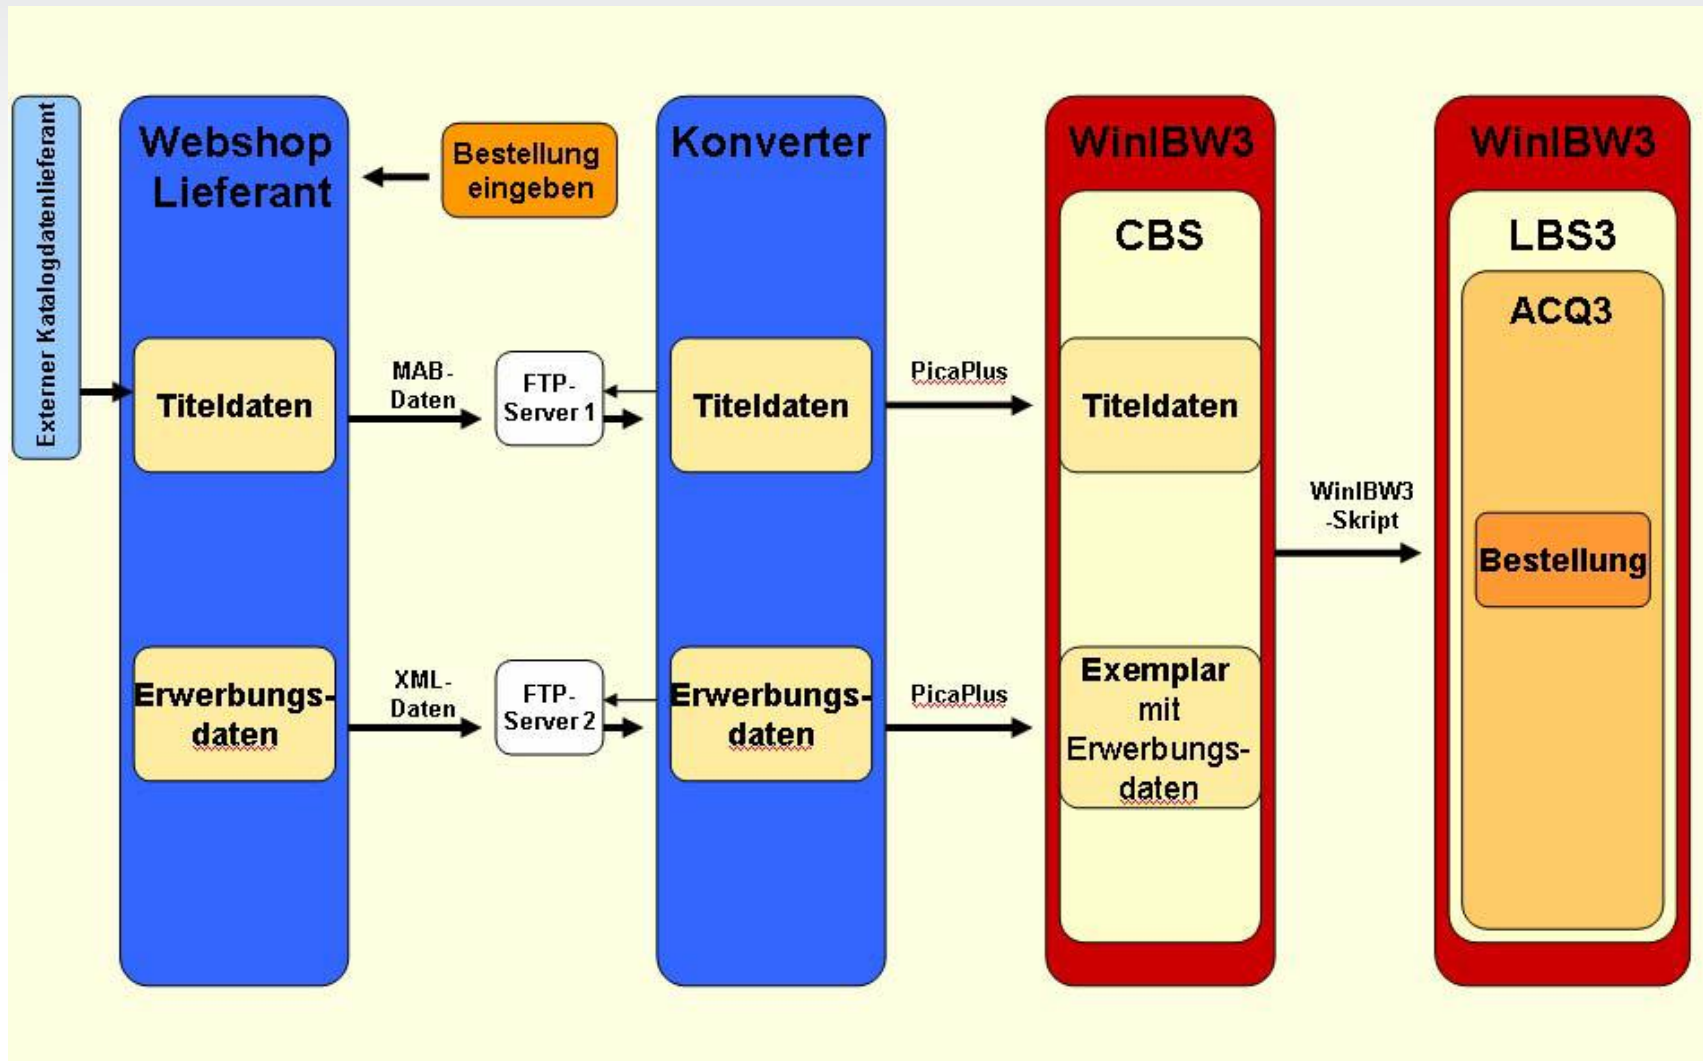 Externer Katalogdatenlieferant
Webshop
Lieferant
Bestellung
eingeben
Titeldaten
MAB-
Daten
FTP-
Server 1
Erwerbungs-
daten
XML-
Daten
FTP-
Server 2
Konverter
Titeldaten
PicaPlus
Erwerbungs-
daten
PicaPlus
WinIBW3
CBS
Titeldaten
Exemplar
mit
Erwerbungs-
daten
WinIBW3
-Skript
WinIBW3
LBS3
ACQ3
Bestellung